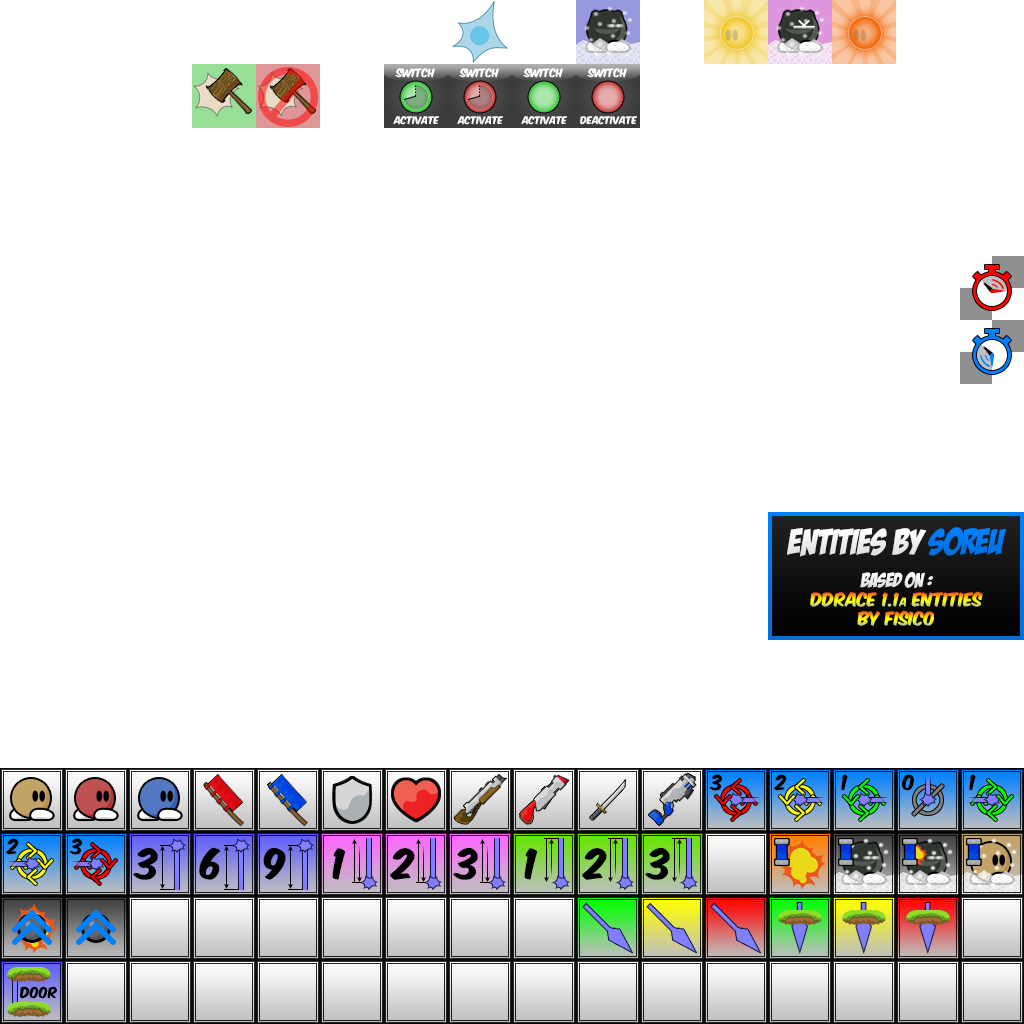 SWITCH SWITCH SWITCH SWITCH
ACTIVATE ACTIVATE ACTIVATE DEACTIVATE
ENTITIES BY SOREU
BASED ON :
DDRACE 1.1A ENTITIES
BY FISICO
3 2 1 0 1
2 3 3 6 9 1 2 3 1 2 3
DOOR